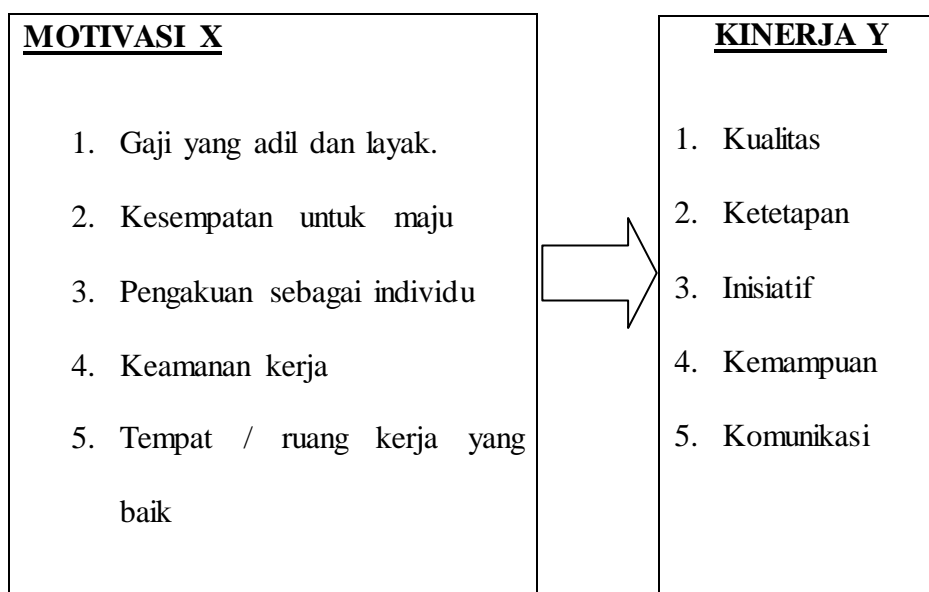 MOTIVASI X
1. Gaji yang adil dan layak.
2. Kesempatan untuk maju
3. Pengakuan sebagai individu
4. Keamanan kerja
5. Tempat / ruang kerja yang
baik
KINERJA Y
1. Kualitas
2. Ketetapan
3. Inisiatif
4. Kemampuan
5. Komunikasi